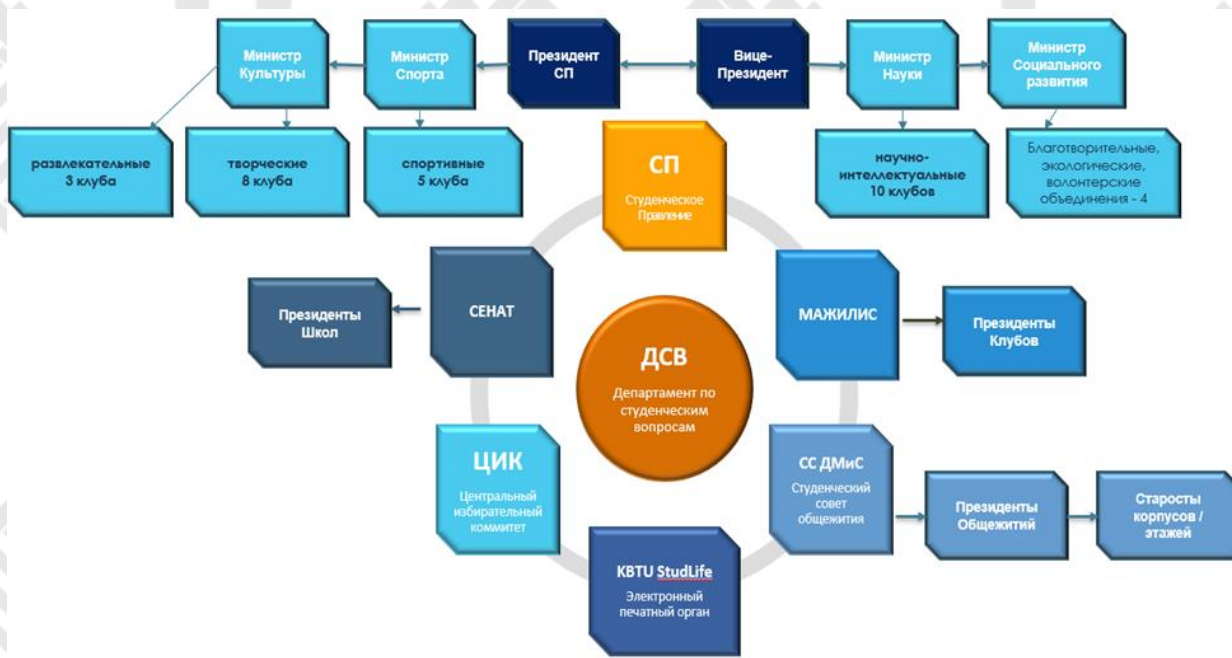 Министр
Культуры
Министр
Спорта
Президент
СП
Вице-
Президент
Министр
Науки
Министр
Социального
развития
развлекательные
3 клуба
творческие
8 клуба
спортивные
5 клуба
научно-
интеллектуальные
10 клубов
Благотворительные,
экологические,
волонтерские
объединения - 4
СП
Студенческое
Правление
Президенты
Школ
СЕНАТ
МАЖИЛИС
Президенты
Клубов
ДСВ
Департамент по
студенческим
вопросам
ЦИК
Центральный
избирательный
коммитет
СС ДМиС
Студенческий
совет
общежития
Президенты
Общежитий
Старосты
корпусов /
этажей
KBTU StudLife
Электронный
печатный орган